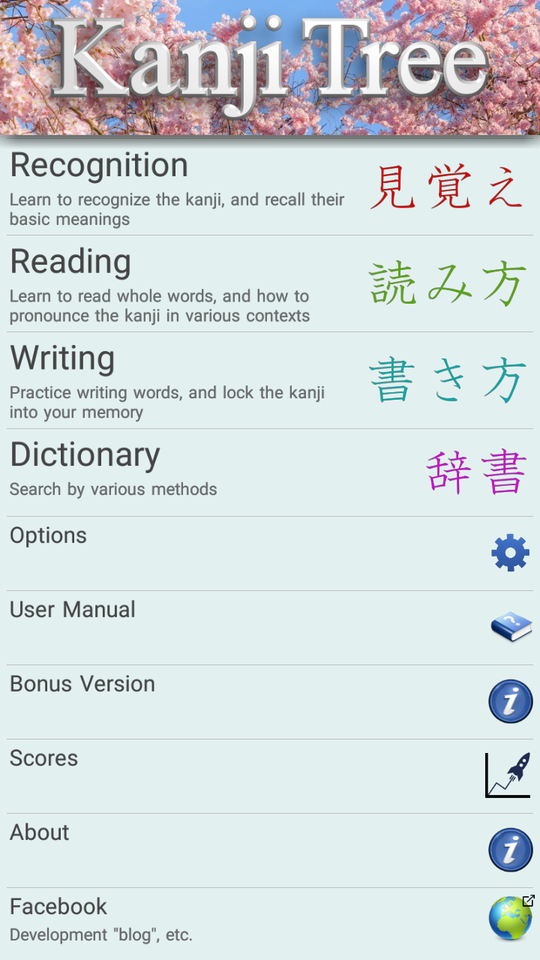 Kanji Tree
Recognition
Learn to recognize the kanji, and recall their
basic meanings
見覚え
Reading
Learn to read whole words, and how to
pronounce the kanji in various contexts
読み方
Writing
Practice writing words, and lock the kanji
into your memory
書き方
Dictionary
Search by various methods
辞書
Options
User Manual
?
Bonus Version
i
Scores
About
i
Facebook
Development "blog", etc.